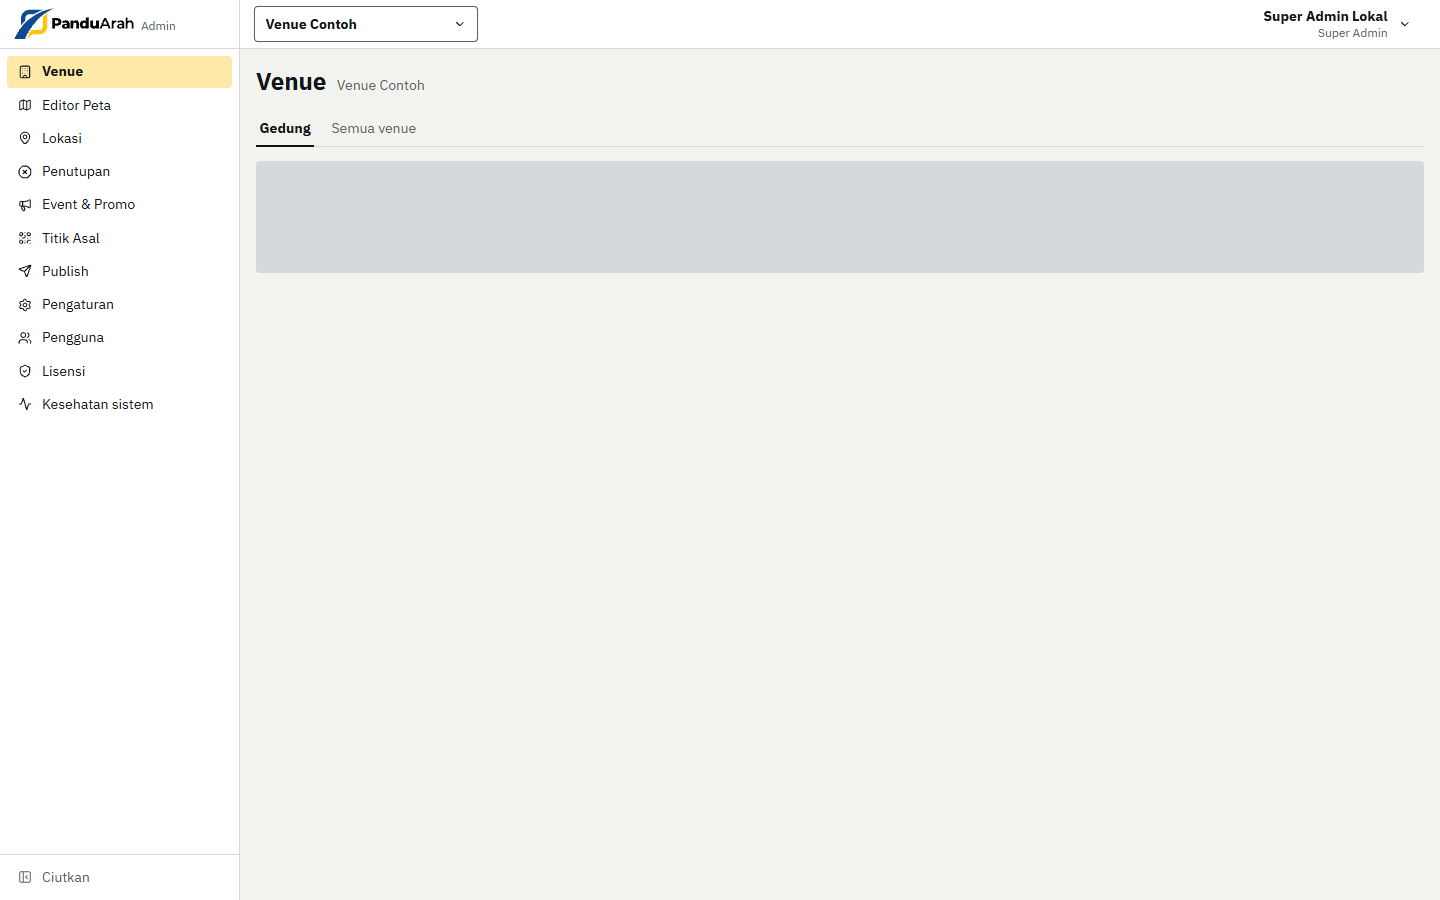 PanduArah Admin
Venue Contoh
Super Admin Lokal
Super Admin
Venue
Editor Peta
Lokasi
Penutupan
Event & Promo
Titik Asal
Publish
Pengaturan
Pengguna
Lisensi
Kesehatan sistem
Ciutkan
Venue Venue Contoh
Gedung Semua venue